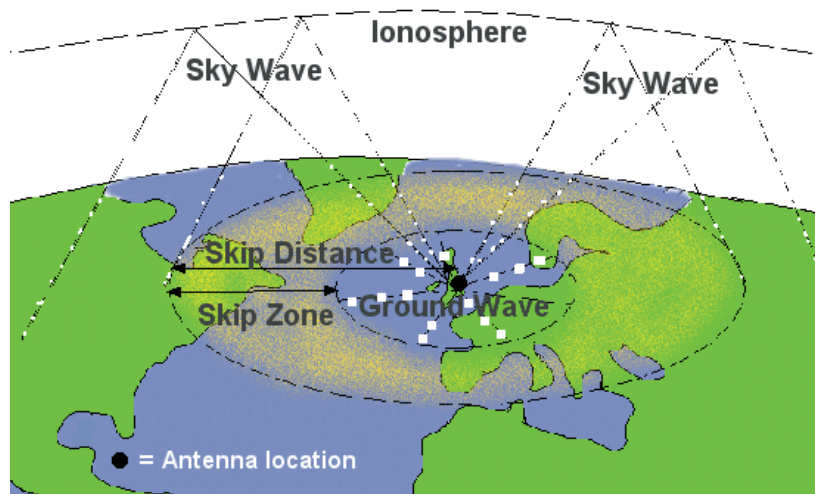 Ionosphere
Sky Wave
Sky Wave
Skip Distance
Ground Wave
Skip Zone
= Antenna location